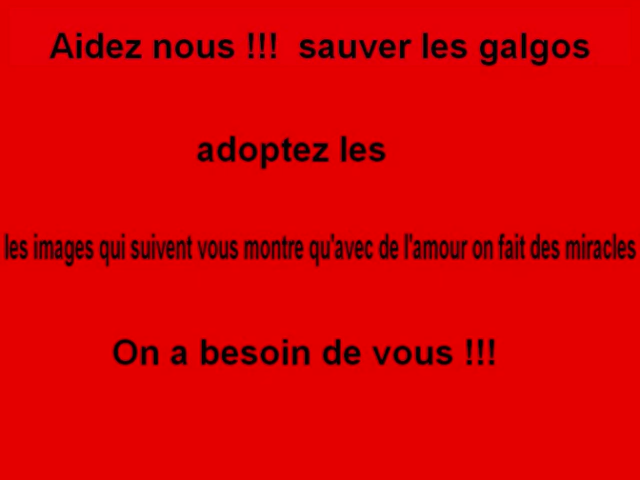 Aidez nous !!! sauver les galgos
adoptez les
les images qui suivent vous montre qu'avec de l'amour on fait des miracles
On a besoin de vous !!!